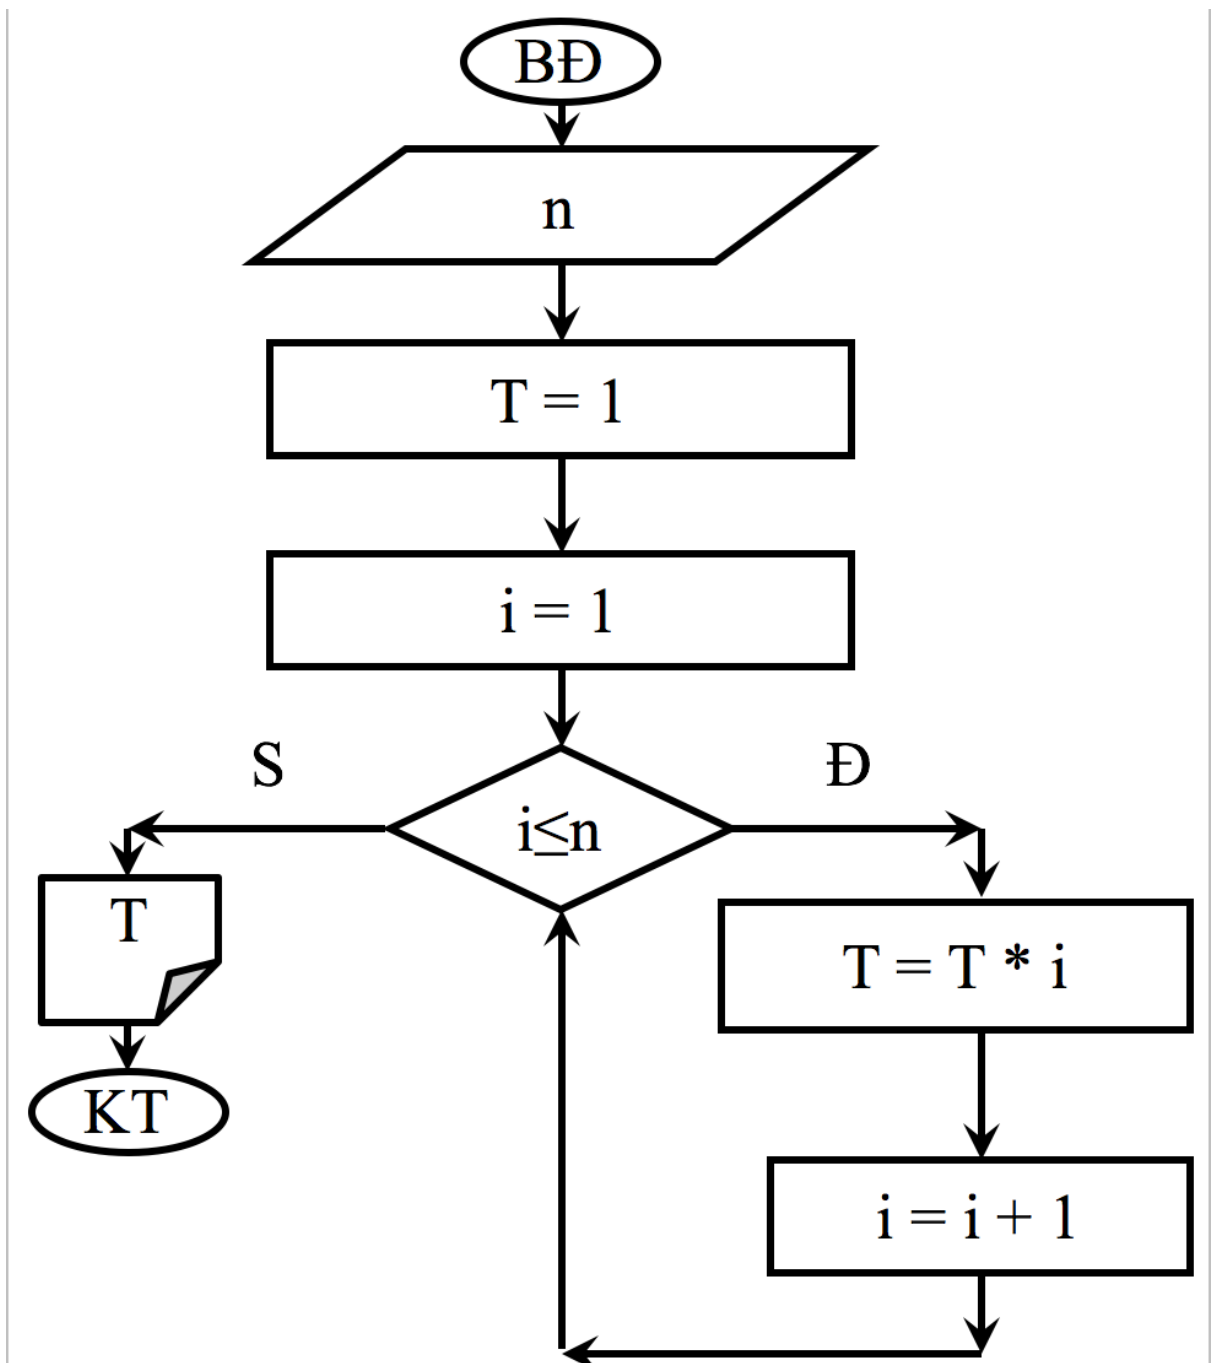 BĐ
n
T = 1
i = 1
S
Đ
i≤n
T
T = T * i
KT
i = i + 1